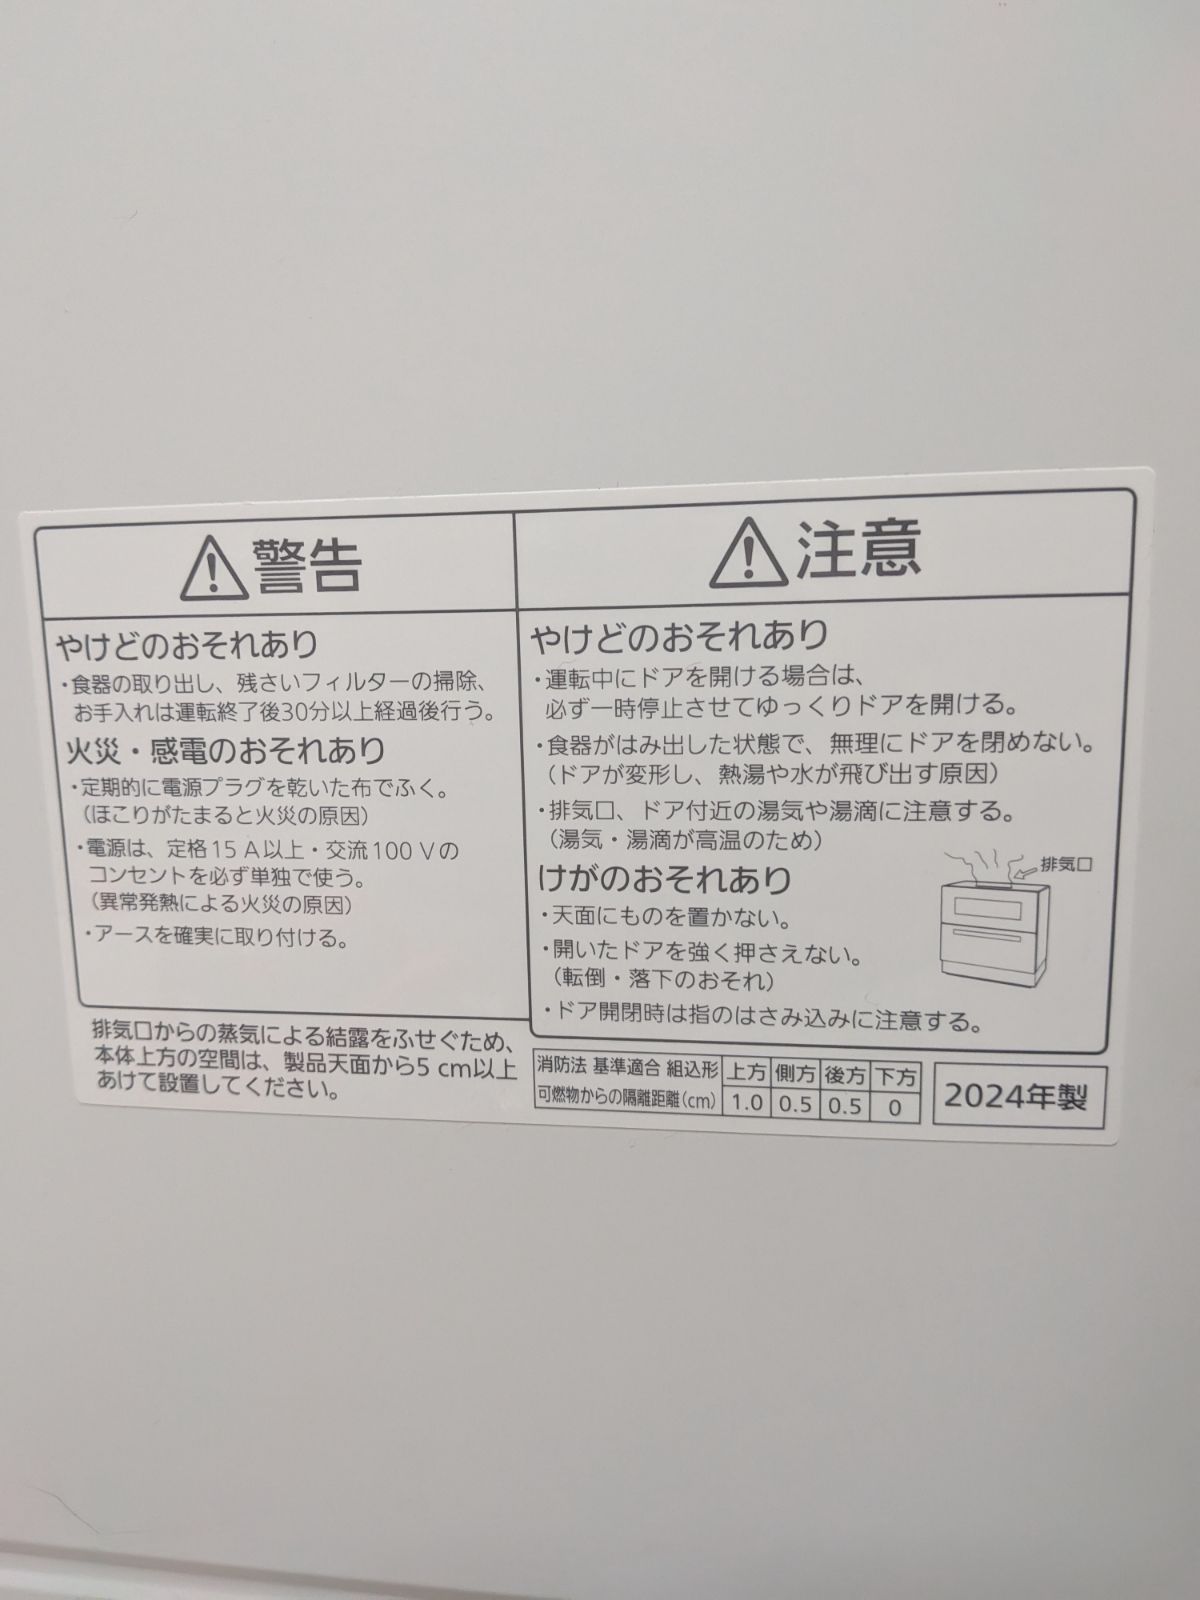 警告
やけどのおそれあり
・食器の取り出し、残さいフィルターの掃除、
お手入れは運転終了後30分以上経過後行う。
火災・感電のおそれあり
・定期的に電源プラグを乾いた布でふく。
（ほこりがたまると火災の原因）
・電源は、定格15 A以上・交流100 Vの
コンセントを必ず単独で使う。
（異常発熱による火災の原因）
・アースを確実に取り付ける。
排気口からの蒸気による結露をふせぐため、
本体上方の空間は、製品天面から5 cm以上
あけて設置してください。
注意
やけどのおそれあり
・運転中にドアを開ける場合は、
必ず一時停止させてゆっくりドアを開ける。
・食器がはみ出した状態で、無理にドアを閉めない。
（ドアが変形し、熱湯や水が飛び出す原因）
・排気口、ドア付近の湯気や湯滴に注意する。
（湯気・湯滴が高温のため）
排気口
けがのおそれあり
・天面にものを置かない。
・開いたドアを強く押さえない。
（転倒・落下のおそれ）
・ドア開閉時は指のはさみ込みに注意する。
消防法 基準適合 組込形 上方 側方 後方 下方
可燃物からの隔離距離（cm） 1.0 0.5 0.5 0
2024年製